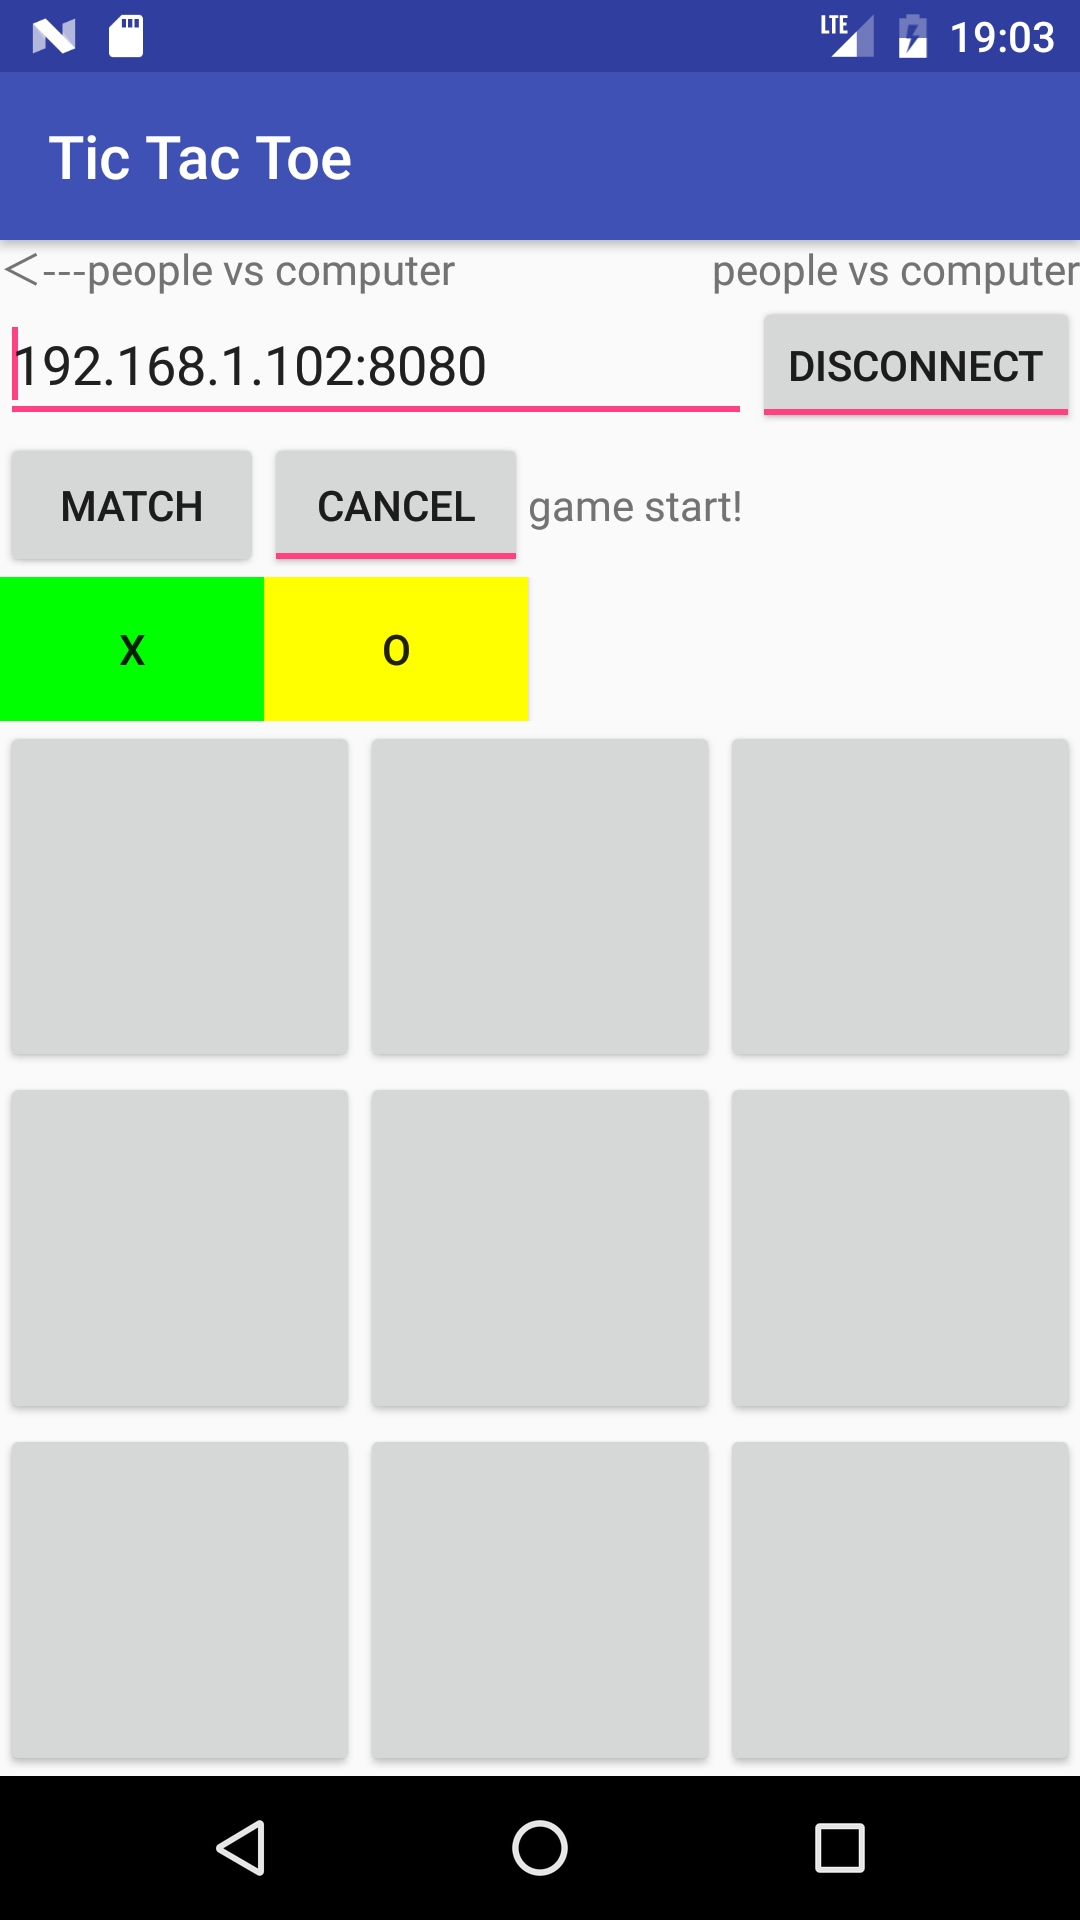 LTE 19:03
Tic Tac Toe
<---people vs computer people vs computer
192.168.1.102:8080 DISCONNECT
MATCH CANCEL game start!
X O